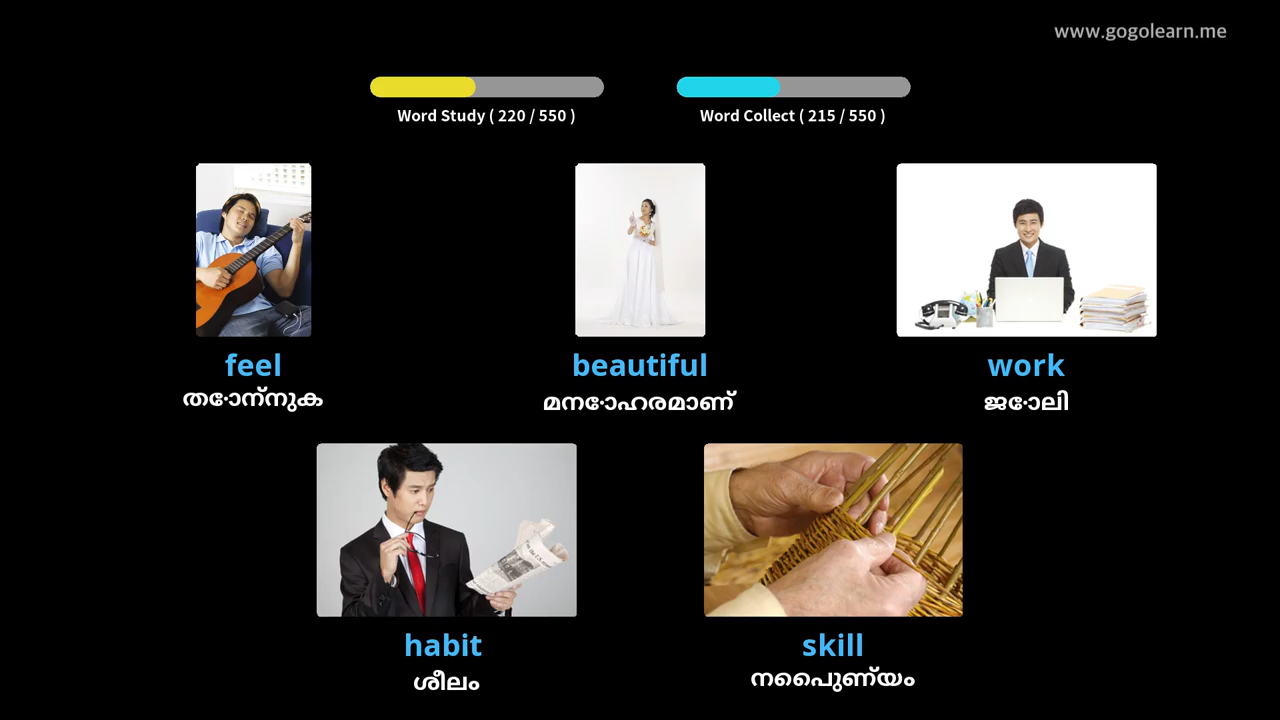 www.gogolearn.me
Word Study ( 220 / 550 )
Word Collect ( 215 / 550 )
feel
തോന്നുക
beautiful
മനോഹരമാണ്
work
ജോലി
habit
ശീലം
skill
നൈപുണ്യം